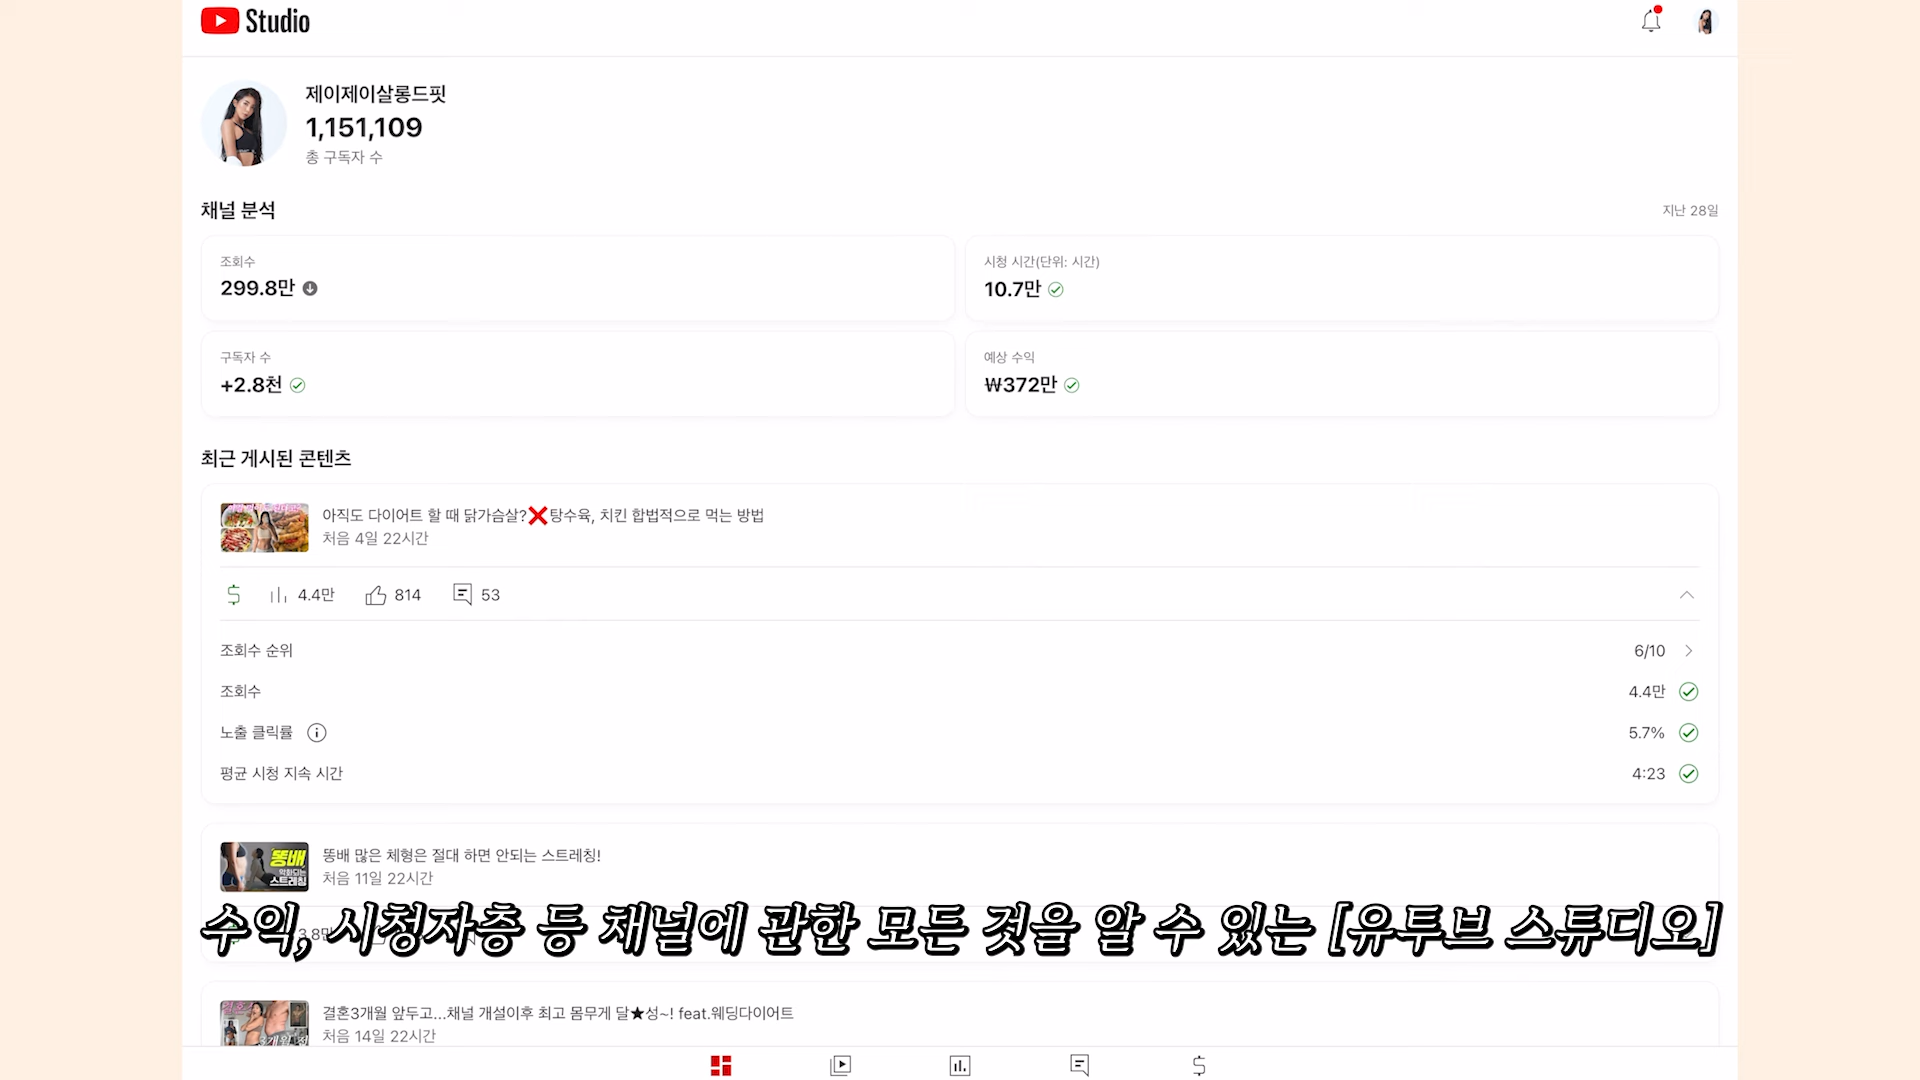 Studio
제이제이살롱드핏
1,151,109
총 구독자 수
채널 분석
지난 28일
조회수
299.8만
시청 시간(단위: 시간)
10.7만
구독자 수
+2.8천
예상 수익
₩372만
최근 게시된 콘텐츠
아직도 다이어트 할 때 닭가슴살?❌탕수육, 치킨 합법적으로 먹는 방법
처음 4일 22시간
4.4만 814 53
조회수 순위
6/10
조회수
4.4만
노출 클릭률
5.7%
평균 시청 지속 시간
4:23
똥배
악화되는
스트레칭
똥배 많은 체형은 절대 하면 안되는 스트레칭!
처음 11일 22시간
3.8만
수익, 시청자층 등 채널에 관한 모든 것을 알 수 있는 [유투브 스튜디오]
결혼3개월 앞두고...채널 개설이후 최고 몸무게 달★성~! feat.웨딩다이어트
처음 14일 22시간